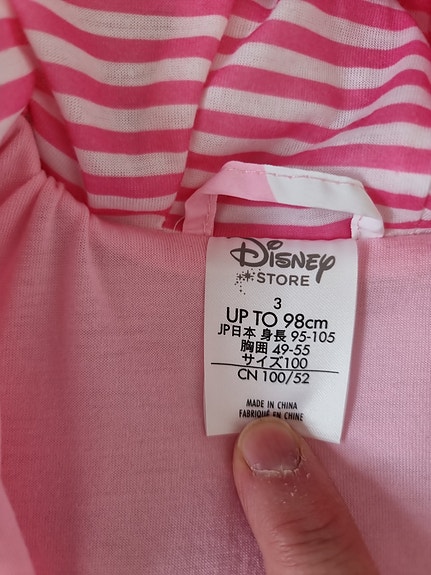 Disney
STORE
3
UP TO 98cm
JP日本 身長 95-105
胸囲 49-55
サイズ100
CN 100/52
MADE IN CHINA
FABRIQUÉ EN CHINE